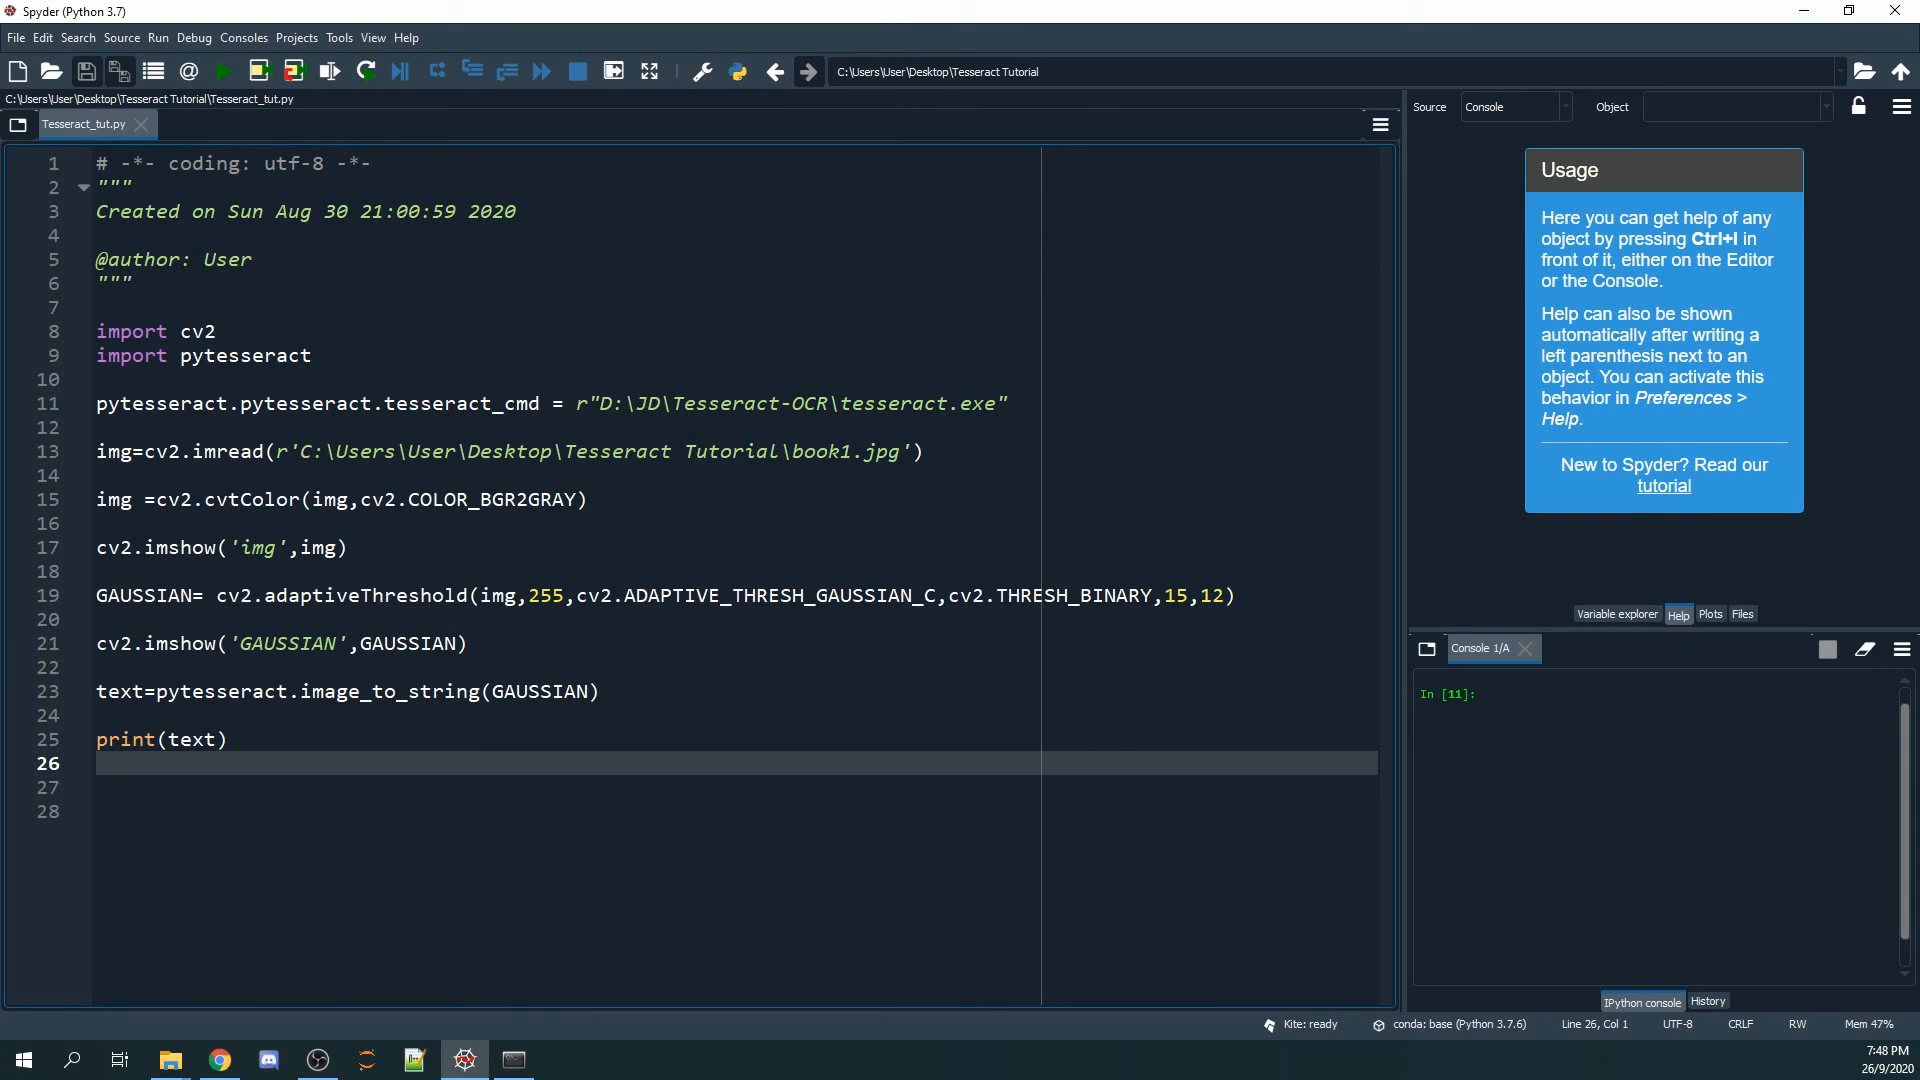 Spyder (Python 3.7)
File Edit Search Source Run Debug Consoles Projects Tools View Help
C:\Users\User\Desktop\Tesseract Tutorial
C:\Users\User\Desktop\Tesseract Tutorial\Tesseract_tut.py
Tesseract_tut.py
1 # -*- coding: utf-8 -*-
2 """
3 Created on Sun Aug 30 21:00:59 2020
4
5 @author: User
6 """
7
8 import cv2
9 import pytesseract
10
11 pytesseract.pytesseract.tesseract_cmd = r"D:\JD\Tesseract-OCR\tesseract.exe"
12
13 img=cv2.imread(r'C:\Users\User\Desktop\Tesseract Tutorial\book1.jpg')
14
15 img =cv2.cvtColor(img,cv2.COLOR_BGR2GRAY)
16
17 cv2.imshow('img',img)
18
19 GAUSSIAN= cv2.adaptiveThreshold(img,255,cv2.ADAPTIVE_THRESH_GAUSSIAN_C,cv2.THRESH_BINARY,15,12)
20
21 cv2.imshow('GAUSSIAN',GAUSSIAN)
22
23 text=pytesseract.image_to_string(GAUSSIAN)
24
25 print(text)
26
27
28
Source Console Object
Usage
Here you can get help of any
object by pressing Ctrl+I in
front of it, either on the Editor
or the Console.
Help can also be shown
automatically after writing a
left parenthesis next to an
object. You can activate this
behavior in Preferences >
Help.
New to Spyder? Read our
tutorial
Variable explorer Help Plots Files
Console 1/A
In [11]:
IPython console History
Kite: ready conda: base (Python 3.7.6) Line 26, Col 1 UTF-8 CRLF RW Mem 47%
7:48 PM
26/9/2020